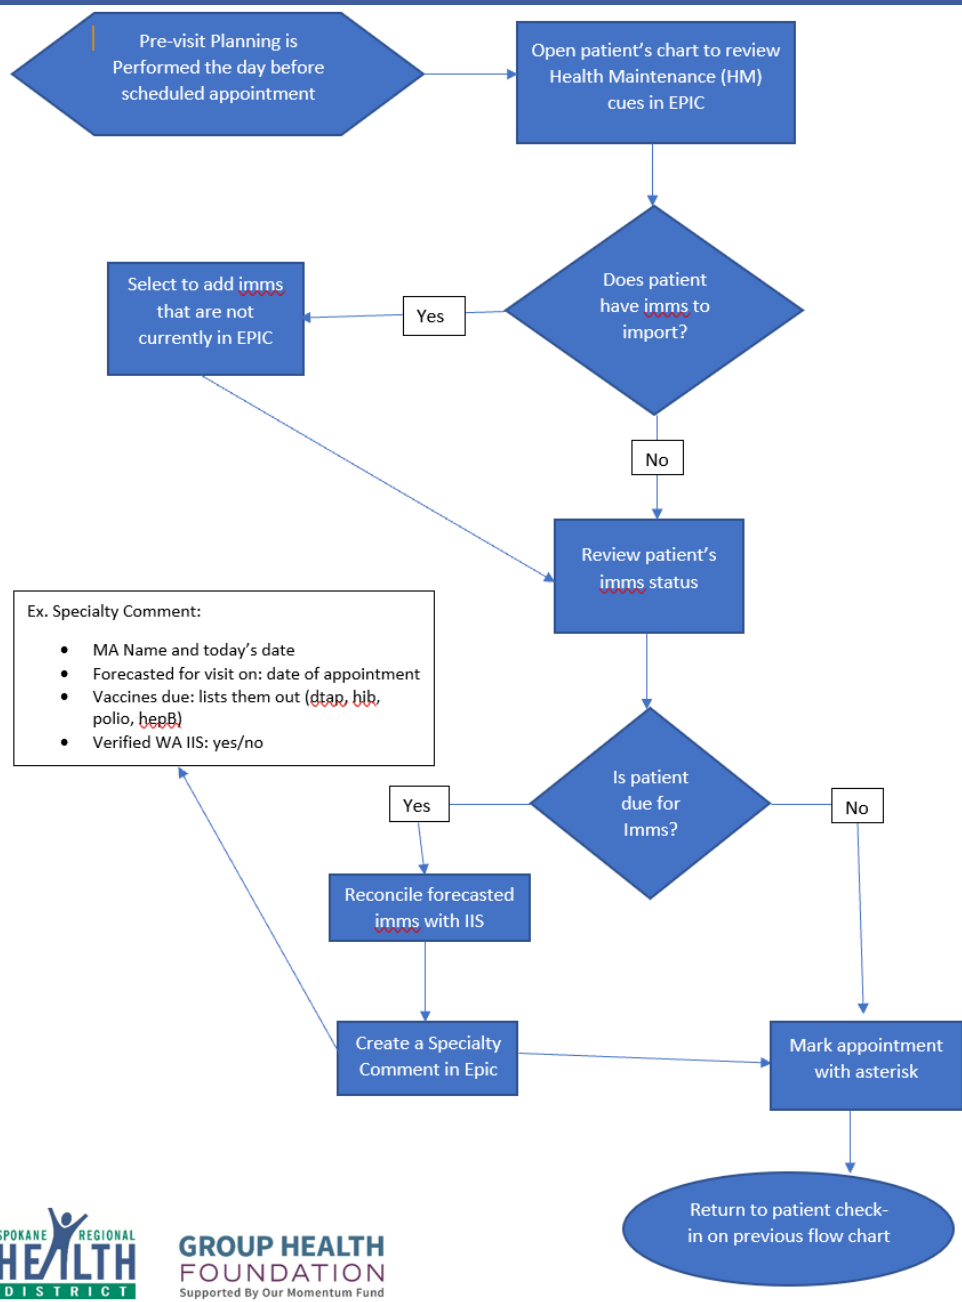 Pre-visit Planning is
Performed the day before
scheduled appointment
Open patient's chart to review
Health Maintenance (HM)
cues in EPIC
Does patient
have imms to
import?
Yes
Select to add imms
that are not
currently in EPIC
No
Review patient's
imms status
Ex. Specialty Comment:
• MA Name and today's date
• Forecasted for visit on: date of appointment
• Vaccines due: lists them out (dtap, hib,
polio, hepB)
• Verified WA IIS: yes/no
Is patient
due for
Imms?
Yes
No
Reconcile forecasted
imms with IIS
Create a Specialty
Comment in Epic
Mark appointment
with asterisk
Return to patient check-
in on previous flow chart
SPOKANE REGIONAL
HEALTH
DISTRICT
GROUP HEALTH
FOUNDATION
Supported By Our Momentum Fund